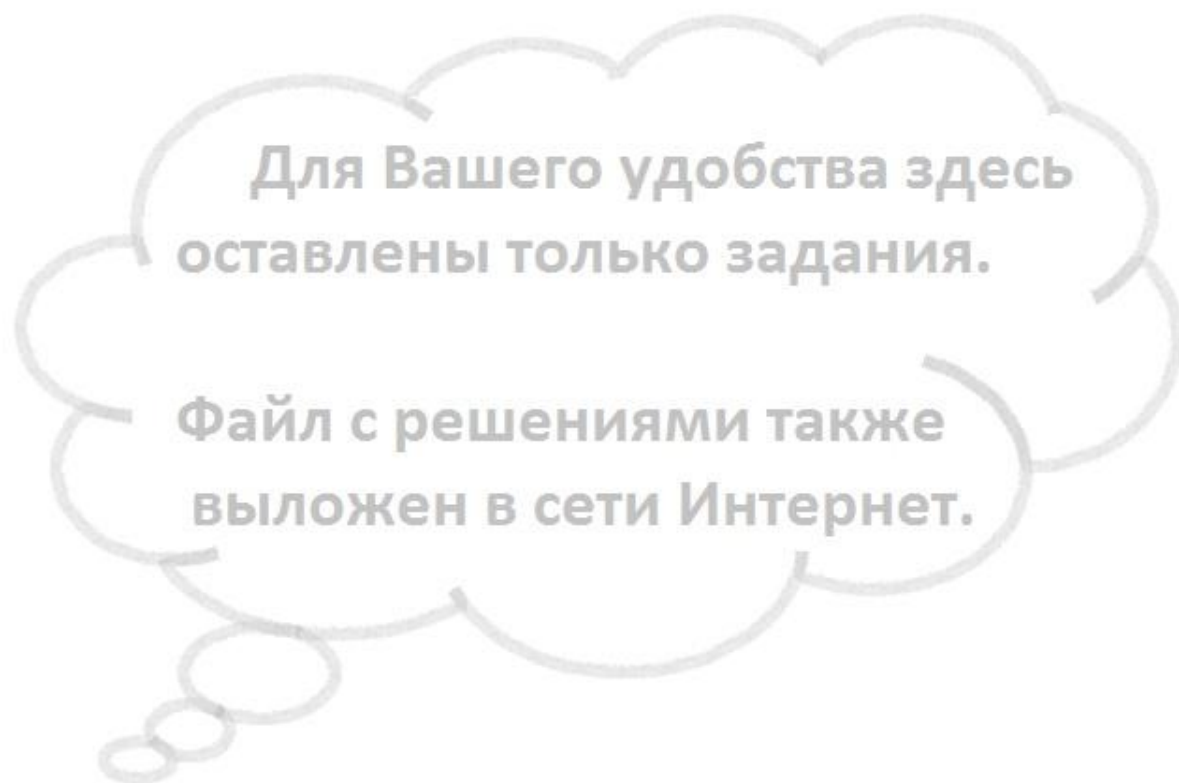 Для Вашего удобства здесь
оставлены только задания.
Файл с решениями также
выложен в сети Интернет.